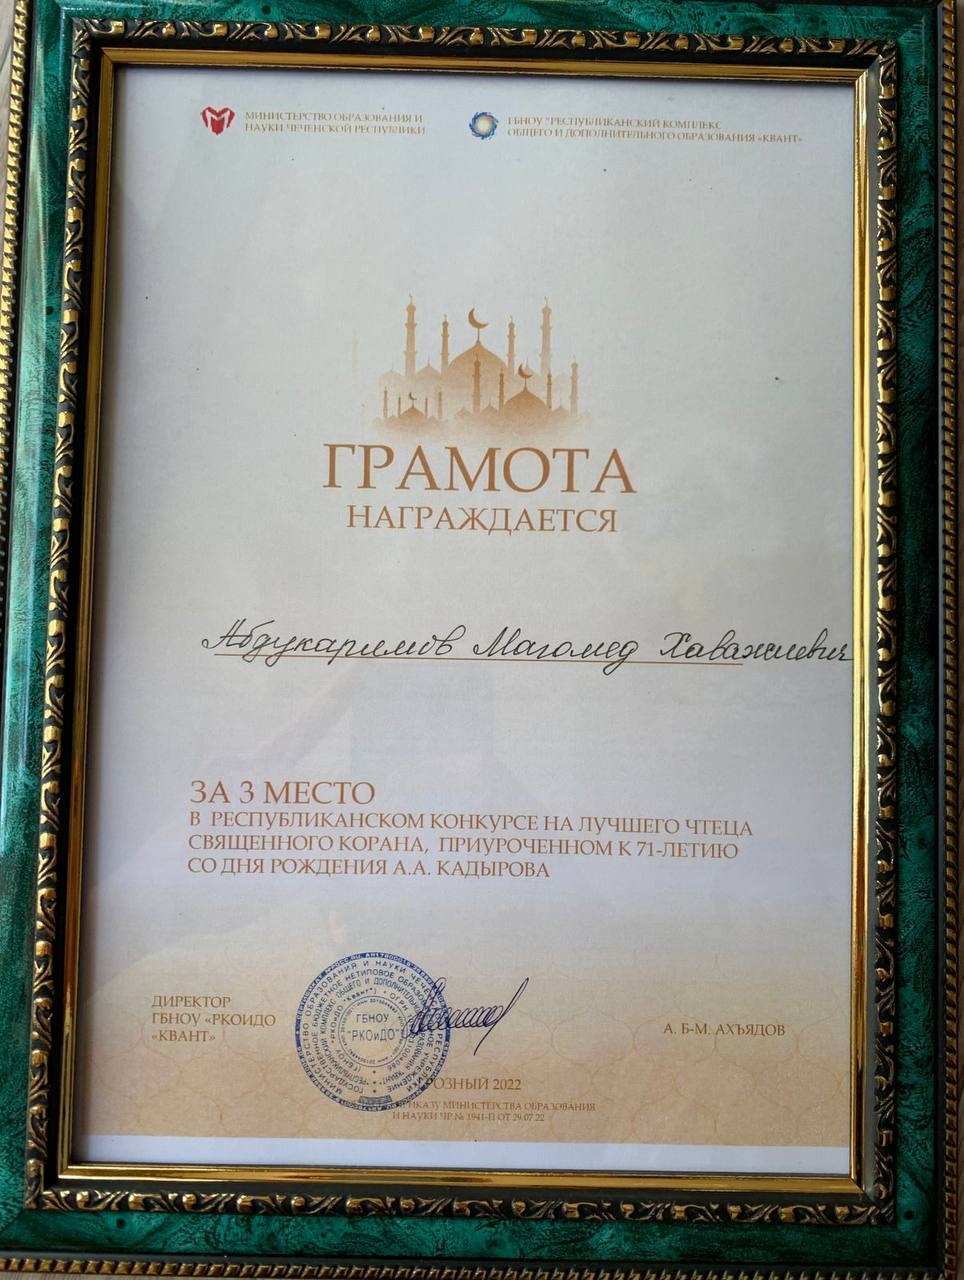 МИНИСТЕРСТВО ОБРАЗОВАНИЯ И
НАУКИ ЧЕЧЕНСКОЙ РЕСПУБЛИКИ
ГБНОУ "РЕСПУБЛИКАНСКИЙ КОМПЛЕКС
ОБЩЕГО И ДОПОЛНИТЕЛЬНОГО ОБРАЗОВАНИЯ «КВАНТ»
ГРАМОТА
НАГРАЖДАЕТСЯ
Абдукаримов Магомед Хаважиевич
ЗА 3 МЕСТО
В РЕСПУБЛИКАНСКОМ КОНКУРСЕ НА ЛУЧШЕГО ЧТЕЦА
СВЯЩЕННОГО КОРАНА, ПРИУРОЧЕННОМ К 71-ЛЕТИЮ
СО ДНЯ РОЖДЕНИЯ А.А. КАДЫРОВА
ДИРЕКТОР
ГБНОУ «РКОИДО
«КВАНТ»
ГБНОУ
"РКОиДО"
А. Б-М. АХЪЯДОВ
ОЗНЫЙ 2022
ИКАЗУ МИНИСТЕРСТВА ОБРАЗОВАНИЯ
И НАУКИ ЧР № 1941-П ОТ 29.07.22